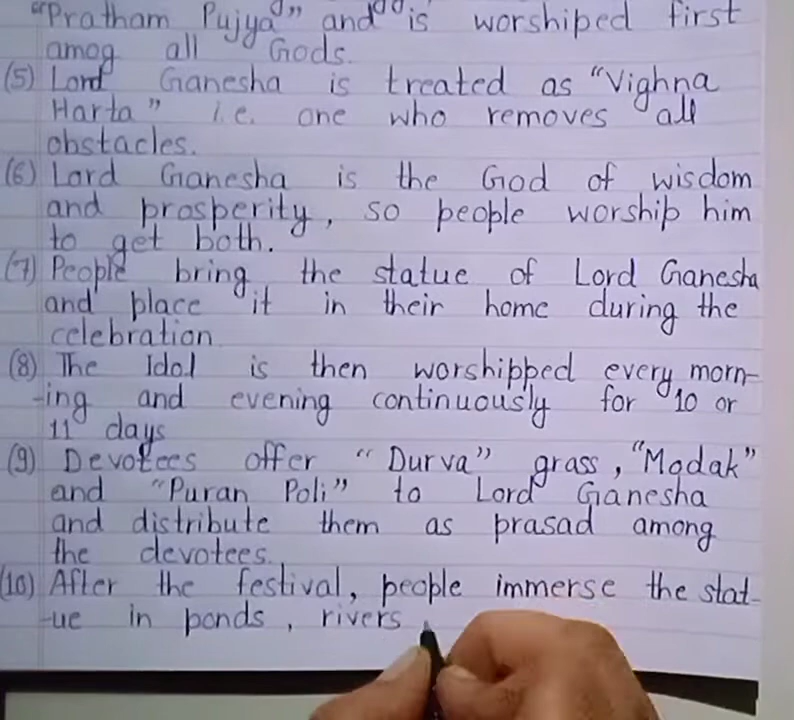 "Pratham Pujya" and is worshiped first
amog all Gods.
(5) Lord Ganesha is treated as "Vighna
Harta" i.e. one who removes all
obstacles.
(6) Lord Ganesha is the God of wisdom
and prosperity, so people worship him
to get both.
(7) People bring the statue of Lord Ganesha
and place it in their home during the
celebration
(8) The Idol is then worshipped every morn-
-ing and evening continuously for 10 or
11 days
(9) Devotees offer "Durva" grass, "Modak"
and "Puran Poli" to Lord Ganesha
and distribute them as prasad among
the devotees.
(10) After the festival, people immerse the stat-
-ue in ponds, rivers